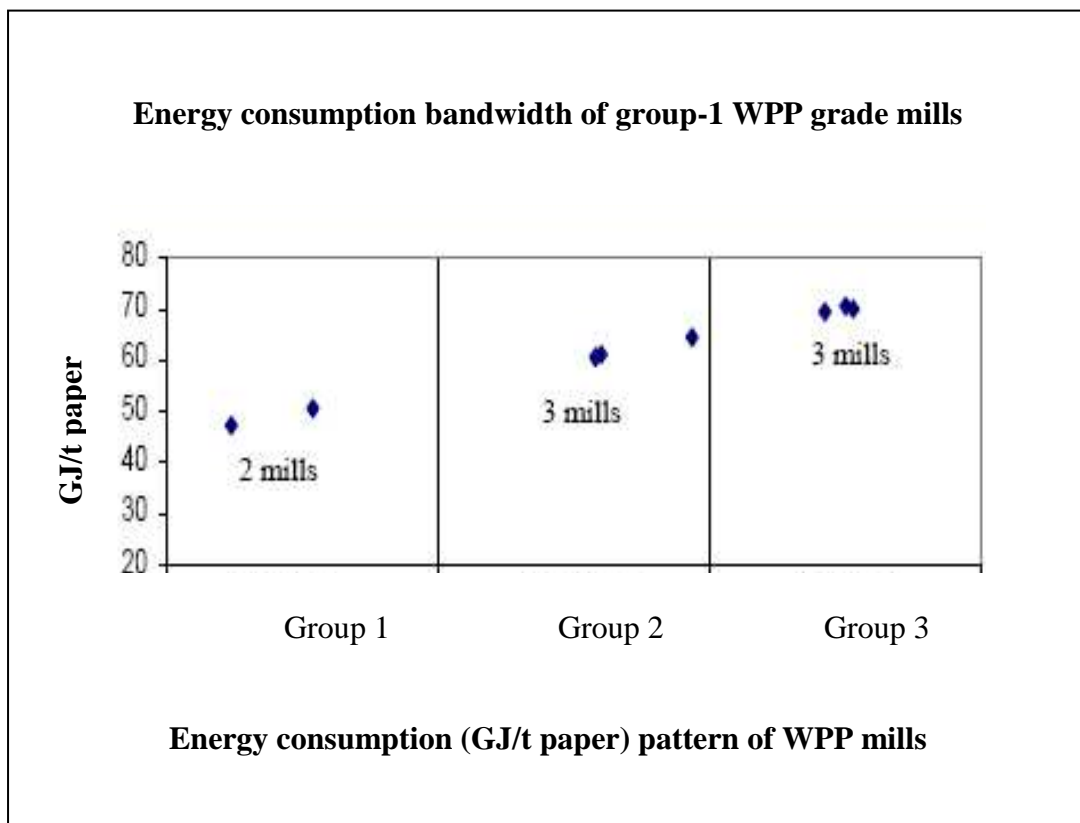 Energy consumption bandwidth of group-1 WPP grade mills
80
70
60
50
40
30
20
GJ/t paper
2 mills
3 mills
3 mills
Group 1
Group 2
Group 3
Energy consumption (GJ/t paper) pattern of WPP mills